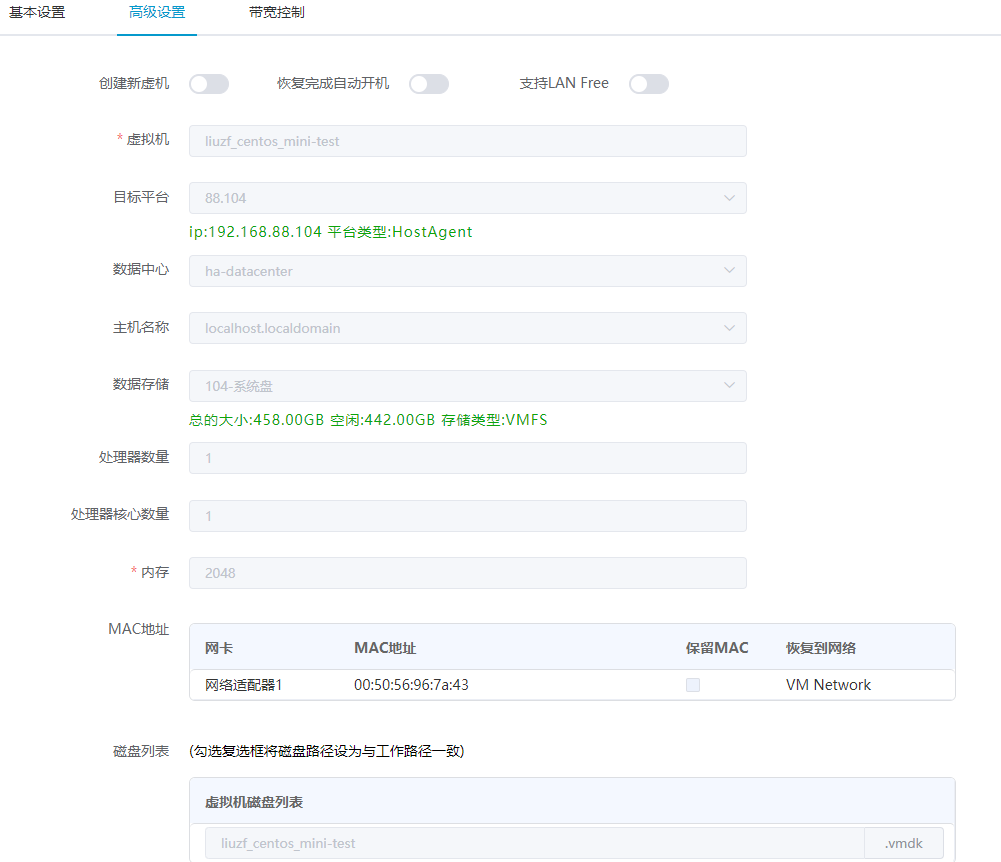 基本设置 高级设置 带宽控制
创建新虚机 恢复完成自动开机 支持LAN Free
* 虚拟机 liuzf_centos_mini-test
目标平台 88.104
ip:192.168.88.104 平台类型:HostAgent
数据中心 ha-datacenter
主机名称 localhost.localdomain
数据存储 104-系统盘
总的大小:458.00GB 空闲:442.00GB 存储类型:VMFS
处理器数量 1
处理器核心数量 1
* 内存 2048
MAC地址
网卡 MAC地址 保留MAC 恢复到网络
网络适配器1 00:50:56:96:7a:43 VM Network
磁盘列表 (勾选复选框将磁盘路径设为与工作路径一致)
虚拟机磁盘列表
liuzf_centos_mini-test .vmdk